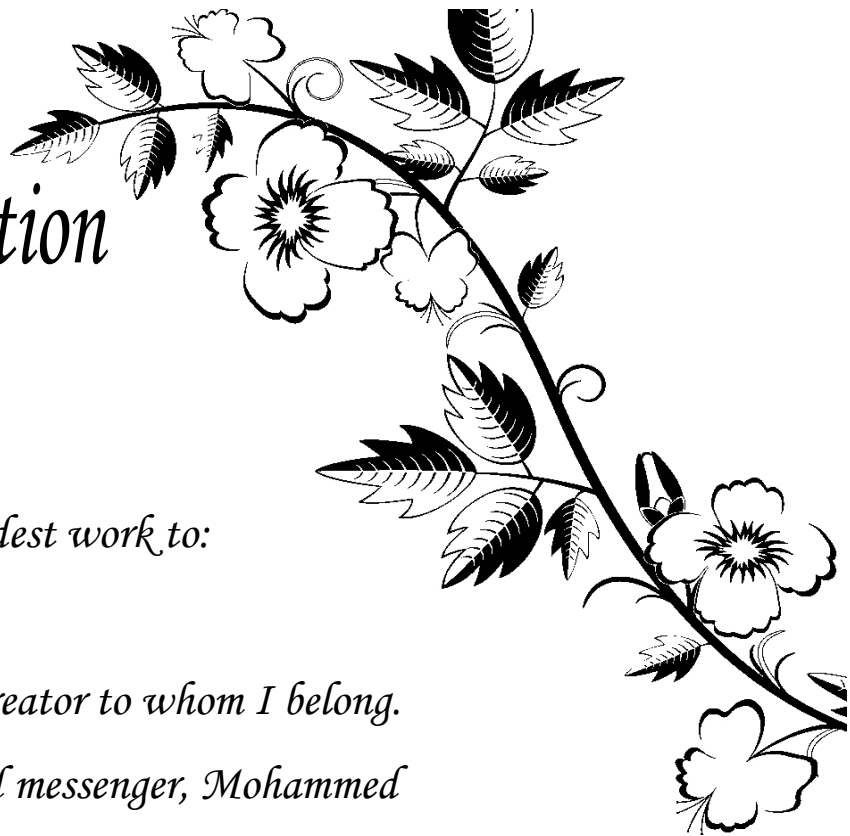 tion
dest work to:
reator to whom I belong.
l messenger, Mohammed